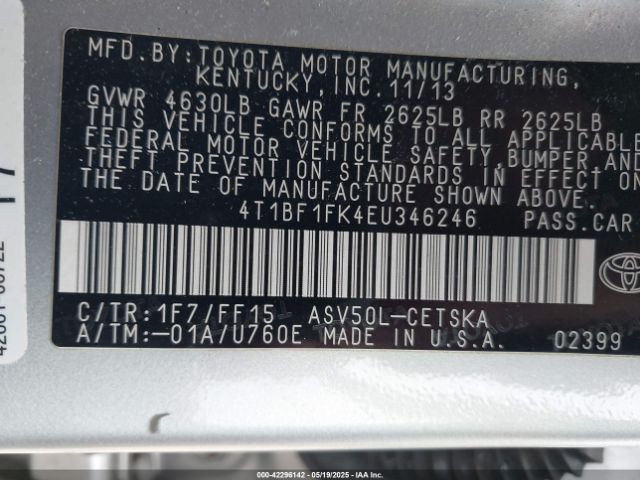 MFD.BY:TOYOTA MOTOR MANUFACTURING,
KENTUCKY,INC.11/13
GVWR 4630LB GAWR FR 2625LB RR 2625LB
THIS VEHICLE CONFORMS TO ALL APPLICABLE
FEDERAL MOTOR VEHICLE SAFETY,BUMPER AND
THEFT PREVENTION STANDARDS IN EFFECT ON
THE DATE OF MANUFACTURE SHOWN ABOVE.
4T1BF1FK4EU346246 PASS.CAR
C/TR:1F7/FF15 ASV50L-CETSKA
A/TM:-01A/U760E MADE IN U.S.A. 02399
000-42296142 - 05/19/2025 - IAAI.COM